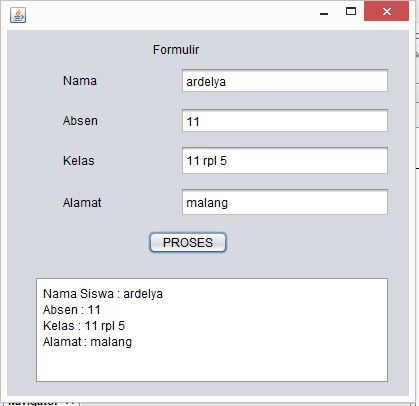 Formulir
Nama ardelya
Absen 11
Kelas 11 rpl 5
Alamat malang
PROSES
Nama Siswa : ardelya
Absen : 11
Kelas : 11 rpl 5
Alamat : malang